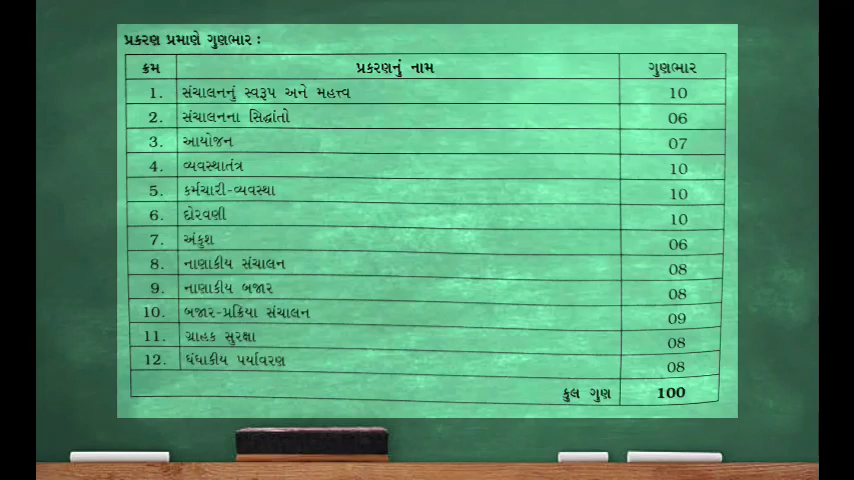 પ્રકરણ પ્રમાણે ગુણભાર :
ક્રમ પ્રકરણનું નામ ગુણભાર
1. સંચાલનનું સ્વરૂપ અને મહત્ત્વ 10
2. સંચાલનના સિદ્ધાંતો 06
3. આયોજન 07
4. વ્યવસ્થાતંત્ર 10
5. કર્મચારી-વ્યવસ્થા 10
6. દોરવણી 10
7. અંકુશ 06
8. નાણાકીય સંચાલન 08
9. નાણાકીય બજાર 08
10. બજાર-પ્રક્રિયા સંચાલન 09
11. ગ્રાહક સુરક્ષા 08
12. ધંધાકીય પર્યાવરણ 08
કુલ ગુણ 100